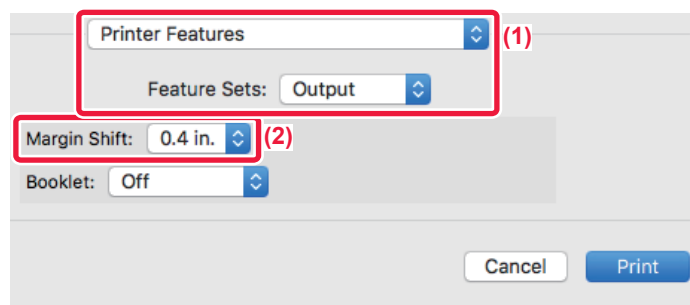 Printer Features (1)
Feature Sets: Output
Margin Shift: 0.4 in. (2)
Booklet: Off
Cancel Print